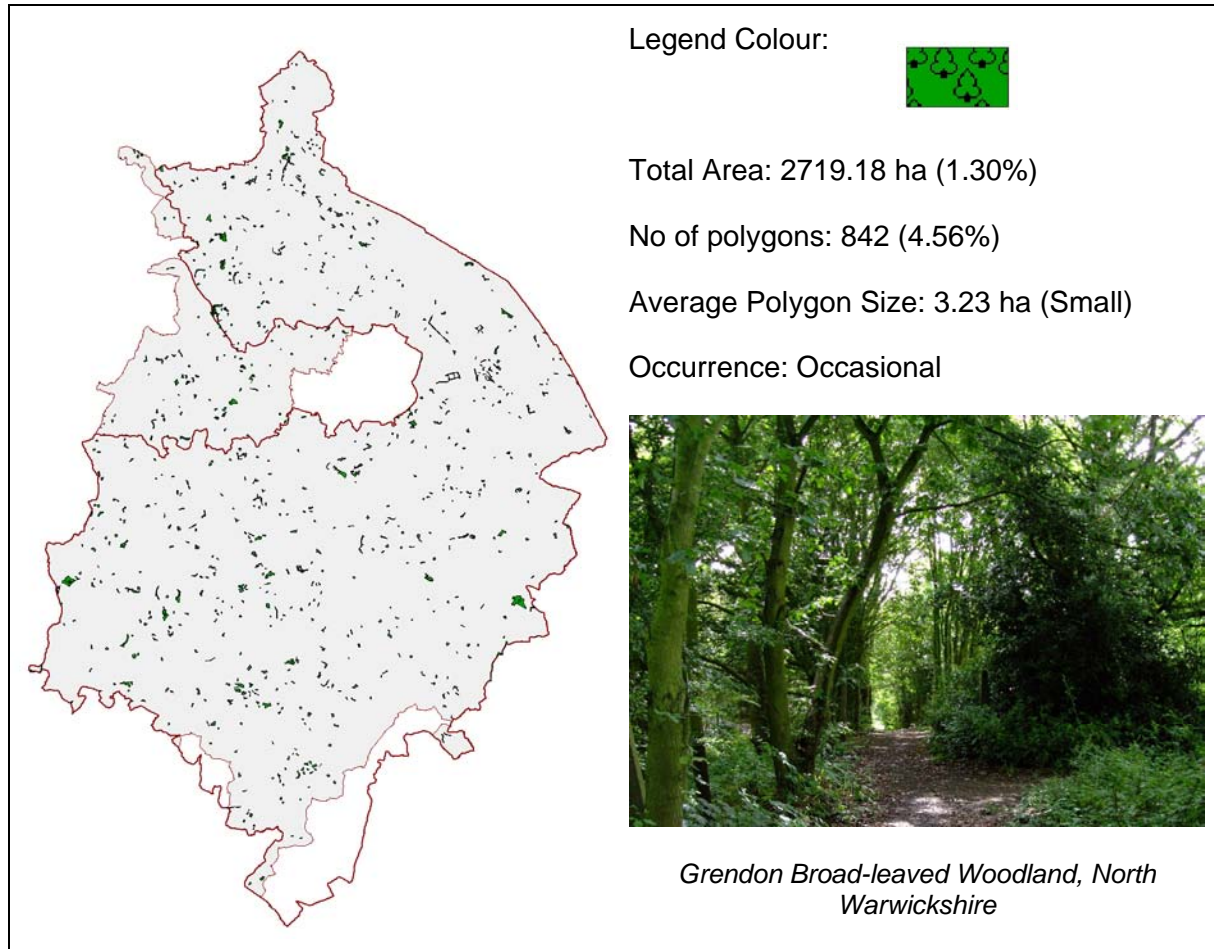 Legend Colour:
Total Area: 2719.18 ha (1.30%)
No of polygons: 842 (4.56%)
Average Polygon Size: 3.23 ha (Small)
Occurrence: Occasional
Grendon Broad-leaved Woodland, North
Warwickshire